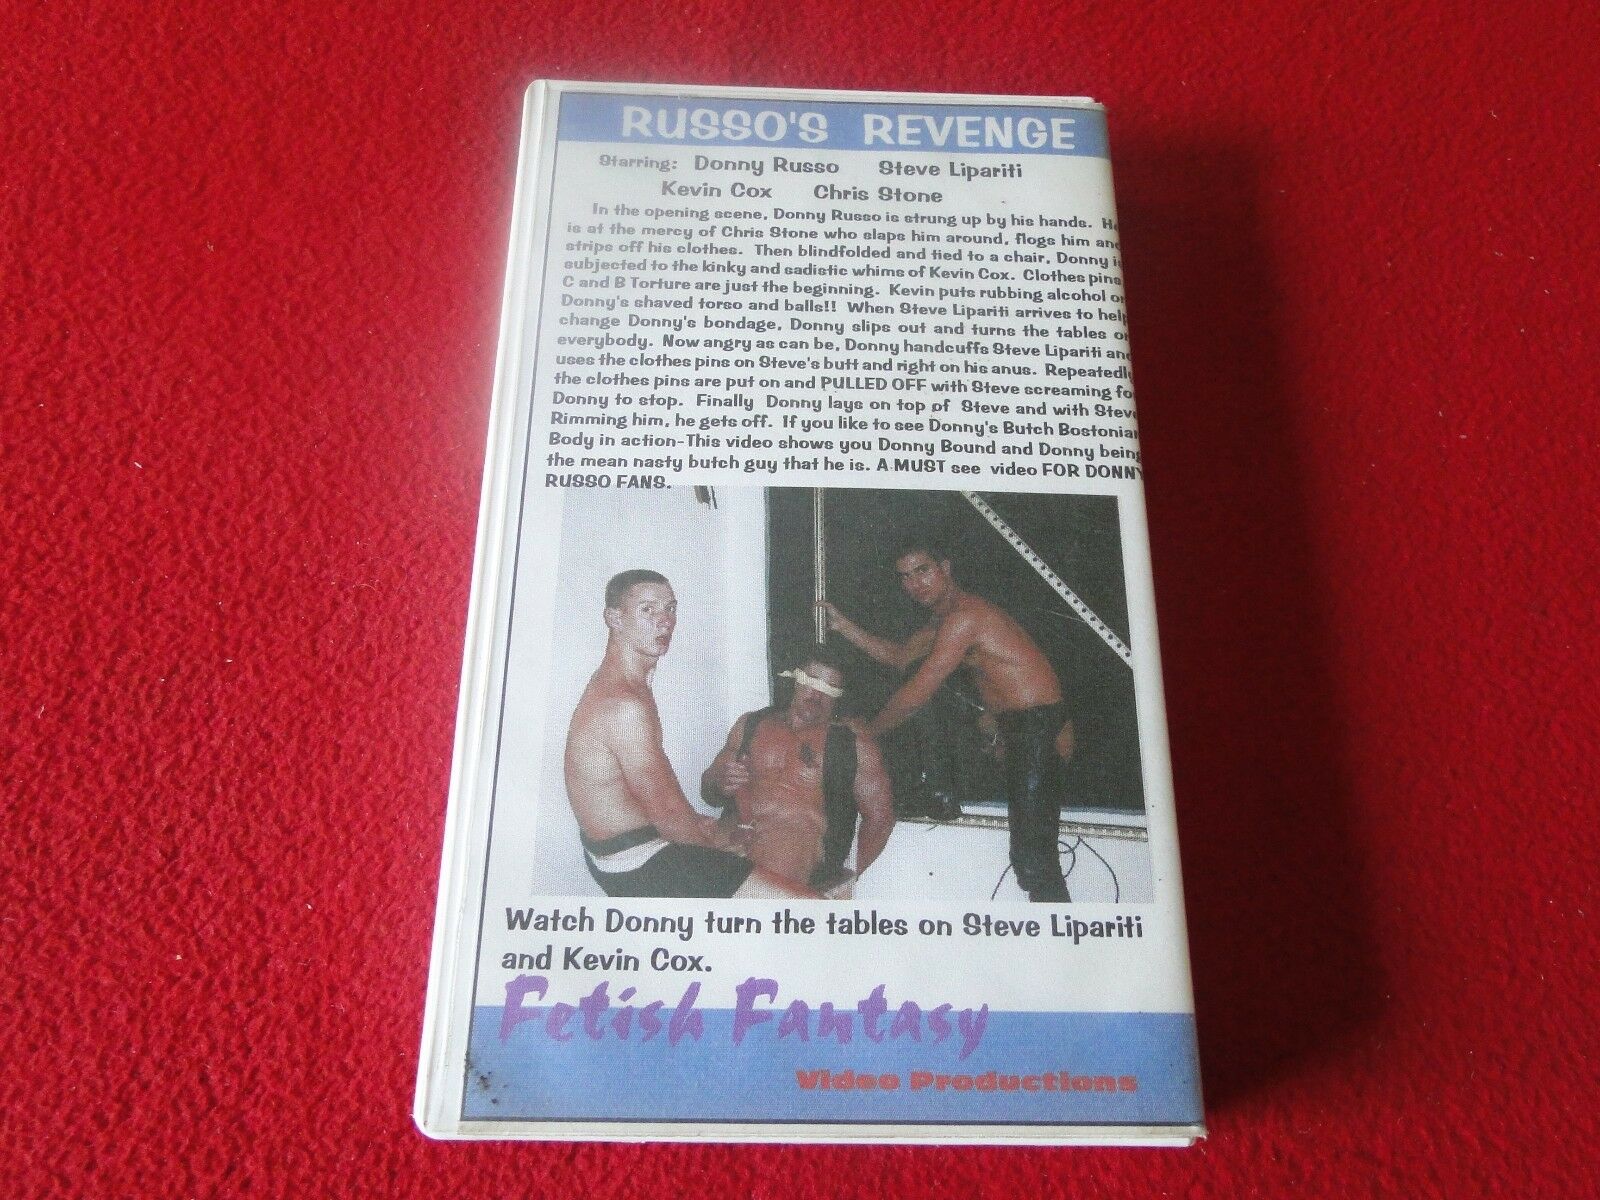 RUSSO'S REVENGE
Starring: Donny Russo Steve Lipariti
Kevin Cox Chris Stone
In the opening scene, Donny Russo is strung up by his hands. He
is at the mercy of Chris Stone who slaps him around, flogs him and
strips off his clothes. Then blindfolded and tied to a chair, Donny is
subjected to the kinky and sadistic whims of Kevin Cox. Clothes pins
C and B Torture are just the beginning. Kevin puts rubbing alcohol on
Donny's shaved torso and balls!! When Steve Lipariti arrives to help
change Donny's bondage, Donny slips out and turns the tables on
everybody. Now angry as can be, Donny handcuffs Steve Lipariti and
uses the clothes pins on Steve's butt and right on his anus. Repeatedly
the clothes pins are put on and PULLED OFF with Steve screaming for
Donny to stop. Finally Donny lays on top of Steve and with Steve
Rimming him, he gets off. If you like to see Donny's Butch Bostonian
Body in action-This video shows you Donny Bound and Donny being
the mean nasty butch guy that he is. A MUST see video FOR DONNY
RUSSO FANS.
Watch Donny turn the tables on Steve Lipariti
and Kevin Cox.
Fetish Fantasy
Video Productions